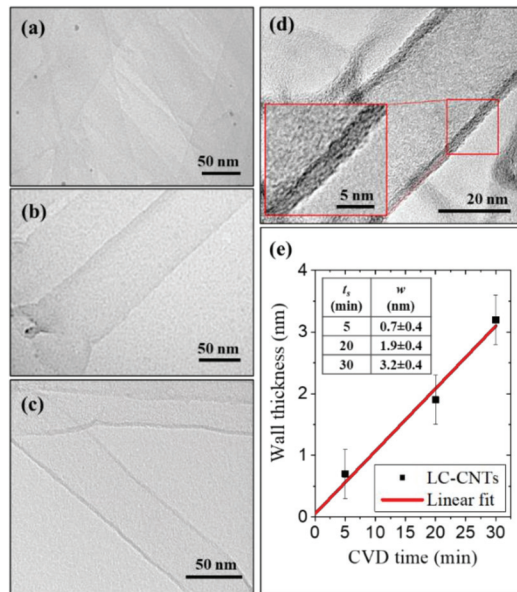 (a)
50 nm
(b)
50 nm
(c)
50 nm
(d)
5 nm
20 nm
(e)
Wall thickness (nm)
4
3
2
1
0
t_s (min) w (nm)
5 0.7±0.4
20 1.9±0.4
30 3.2±0.4
LC-CNTs
Linear fit
0 5 10 15 20 25 30
CVD time (min)